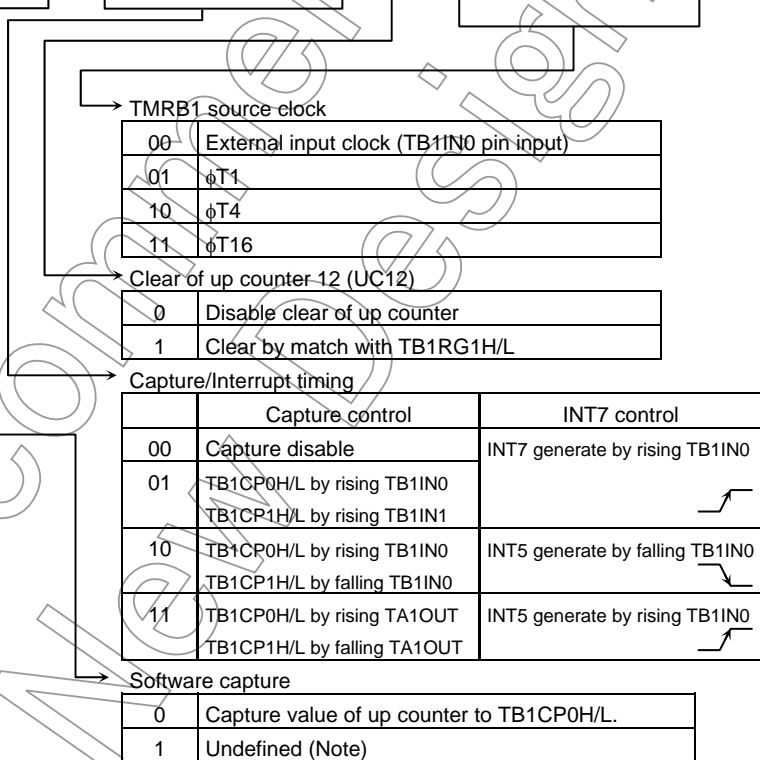 TMRB1 source clock
00 External input clock (TB1IN0 pin input)
01 ϕT1
10 ϕT4
11 ϕT16
Clear of up counter 12 (UC12)
0 Disable clear of up counter
1 Clear by match with TB1RG1H/L
Capture/Interrupt timing
Capture control INT7 control
00 Capture disable INT7 generate by rising TB1IN0
01 TB1CP0H/L by rising TB1IN0
TB1CP1H/L by rising TB1IN1
10 TB1CP0H/L by rising TB1IN0 INT5 generate by falling TB1IN0
TB1CP1H/L by falling TB1IN0
11 TB1CP0H/L by rising TA1OUT INT5 generate by rising TB1IN0
TB1CP1H/L by falling TA1OUT
Software capture
0 Capture value of up counter to TB1CP0H/L.
1 Undefined (Note)
New Design